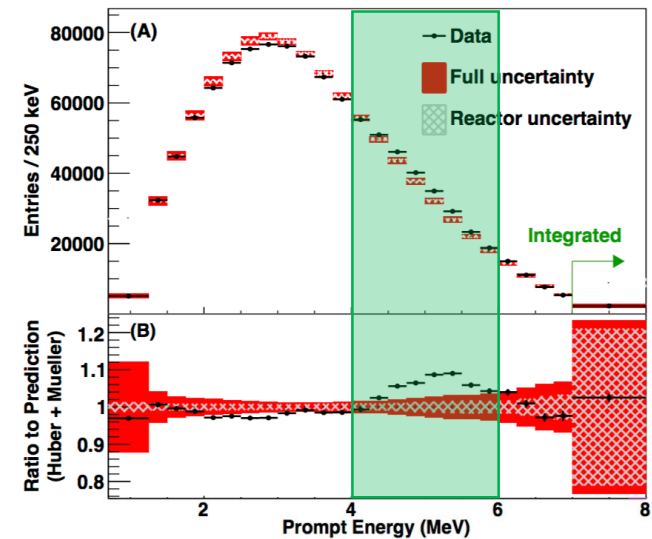 (A)
80000
60000
40000
20000
Entries / 250 keV
Data
Full uncertainty
Reactor uncertainty
Integrated
(B)
1.2
1.1
1
0.9
0.8
Ratio to Prediction
(Huber + Mueller)
2
4
6
8
Prompt Energy (MeV)